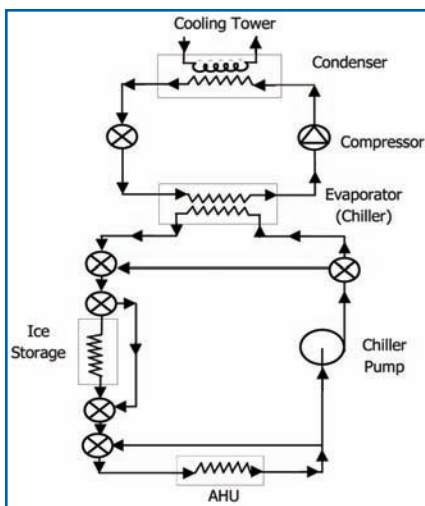 Cooling Tower
Condenser
Compressor
Evaporator
(Chiller)
Ice
Storage
Chiller
Pump
AHU